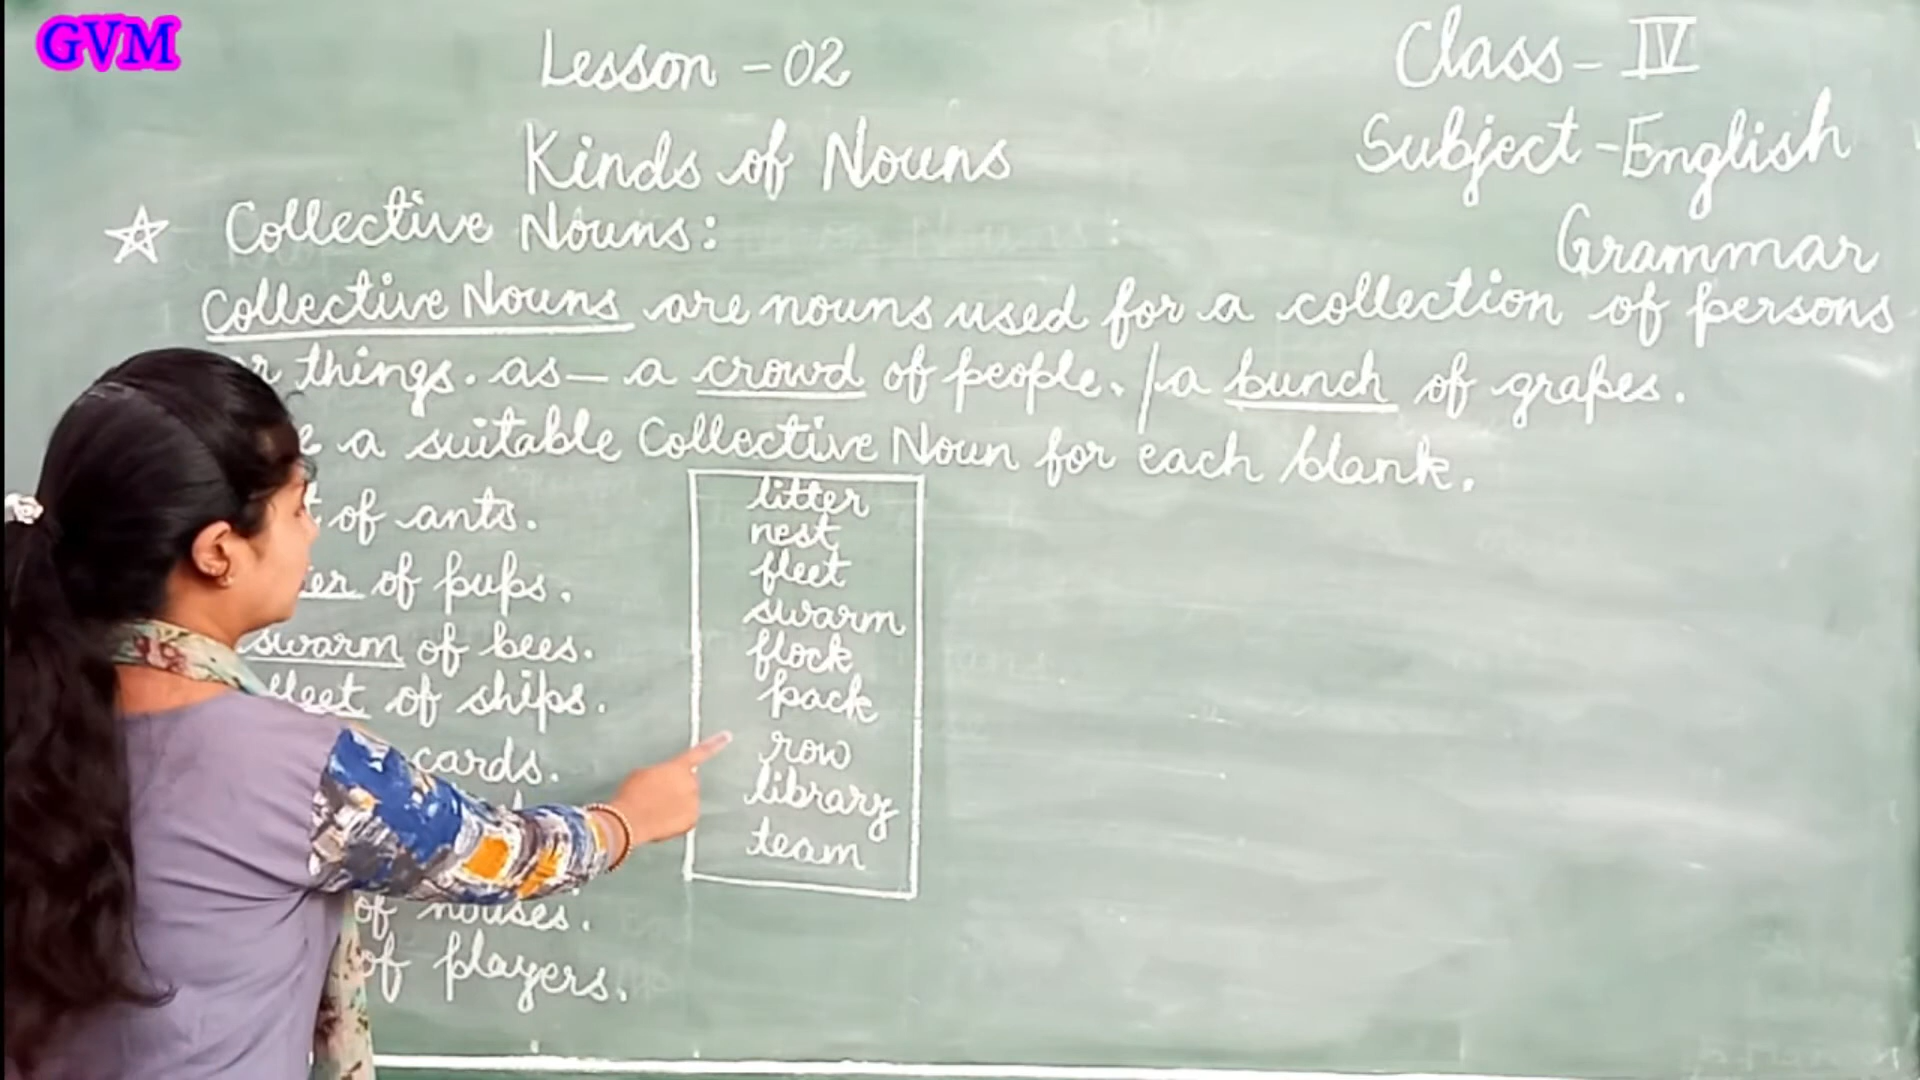 GVM
Lesson - 02
Class - IV
Kinds of Nouns
Subject - English
Grammar
Collective Nouns:
Collective Nouns are nouns used for a collection of persons
things. as - a crowd of people. / a bunch of grapes.
a suitable Collective Noun for each blank.
of ants.
of pups.
swarm of bees.
fleet of ships.
cards.
of houses.
of players.
litter
nest
fleet
swarm
flock
pack
row
library
team